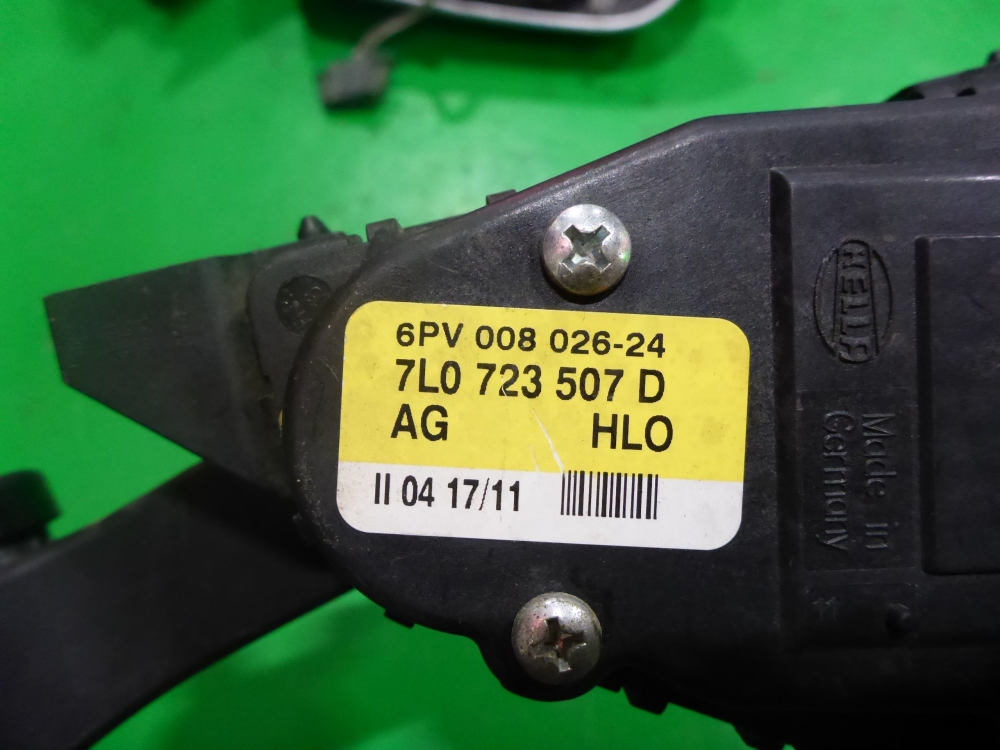 6PV 008 026-24
7L0 723 507 D
AG HLO
II 04 17/11
HELLA
Made in
Germany